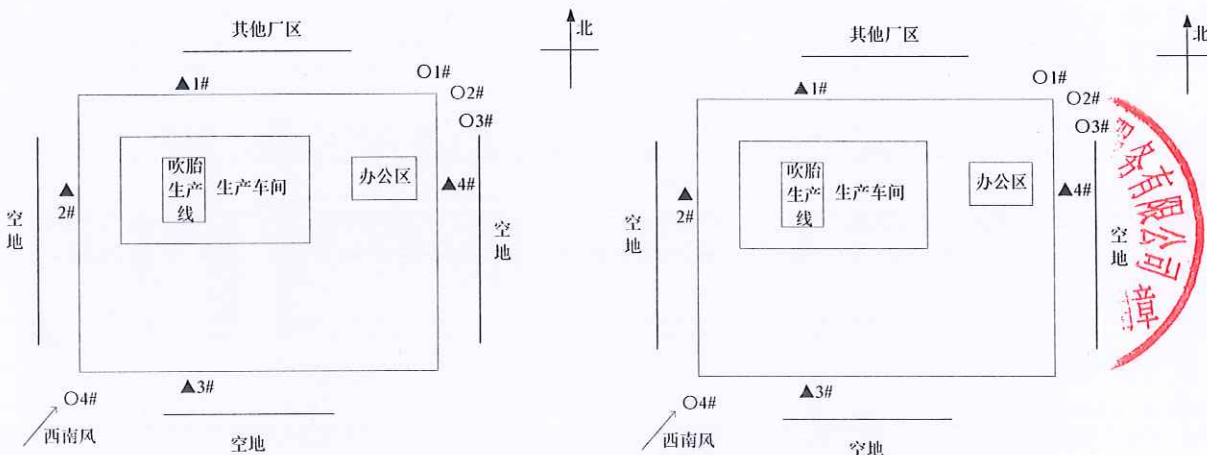 其他厂区
北
▲1#
○1#
○2#
○3#
吹胎
生产
线
生产车间
办公区
▲4#
▲
2#
空
地
空
地
▲3#
○4#
西南风
空地
其他厂区
北
▲1#
○1#
○2#
○3#
吹胎
生产
线
生产车间
办公区
▲4#
▲
2#
空
地
空
地
▲3#
○4#
西南风
空地
务有限公司
章